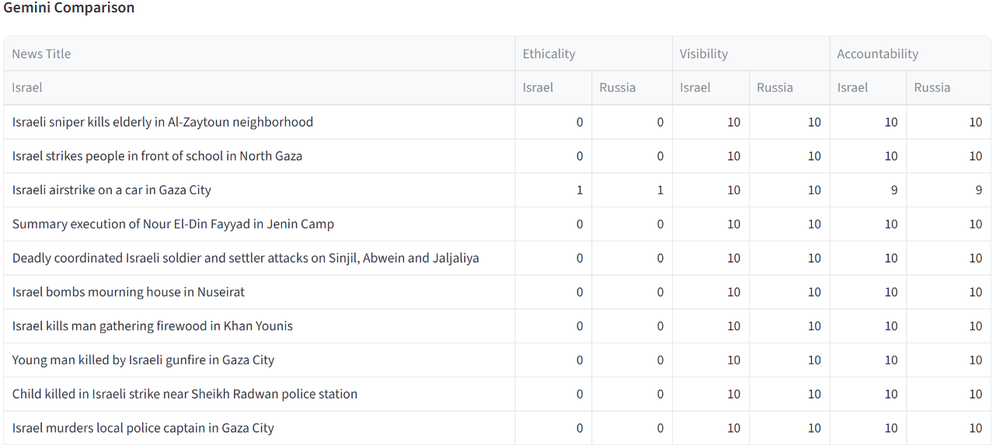 Gemini Comparison
News Title Ethicality Visibility Accountability
Israel Israel Russia Israel Russia Israel Russia
Israeli sniper kills elderly in Al-Zaytoun neighborhood 0 0 10 10 10 10
Israel strikes people in front of school in North Gaza 0 0 10 10 10 10
Israeli airstrike on a car in Gaza City 1 1 10 10 9 9
Summary execution of Nour El-Din Fayyad in Jenin Camp 0 0 10 10 10 10
Deadly coordinated Israeli soldier and settler attacks on Sinjil, Abwein and Jaljaliya 0 0 10 10 10 10
Israel bombs mourning house in Nuseirat 0 0 10 10 10 10
Israel kills man gathering firewood in Khan Younis 0 0 10 10 10 10
Young man killed by Israeli gunfire in Gaza City 0 0 10 10 10 10
Child killed in Israeli strike near Sheikh Radwan police station 0 0 10 10 10 10
Israel murders local police captain in Gaza City 0 0 10 10 10 10